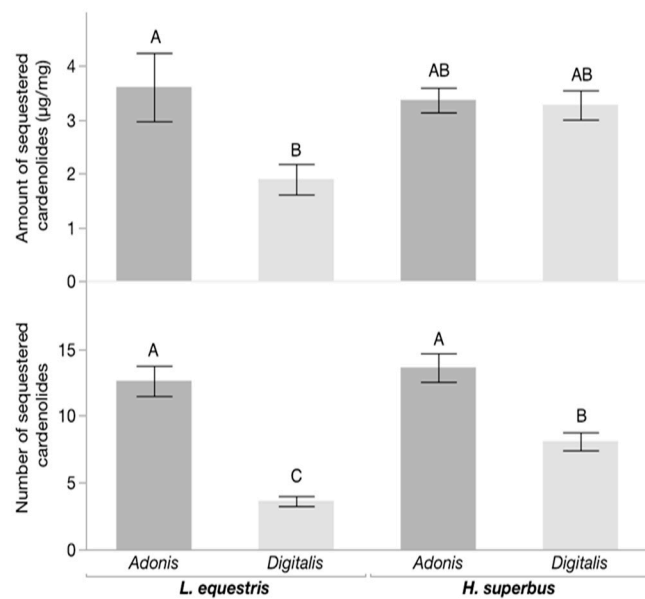 Amount of sequestered
cardenolides (µg/mg)
4
3
2
1
0
A
B
AB
AB
Number of sequestered
cardenolides
15
10
5
0
A
C
A
B
Adonis
Digitalis
Adonis
Digitalis
L. equestris
H. superbus